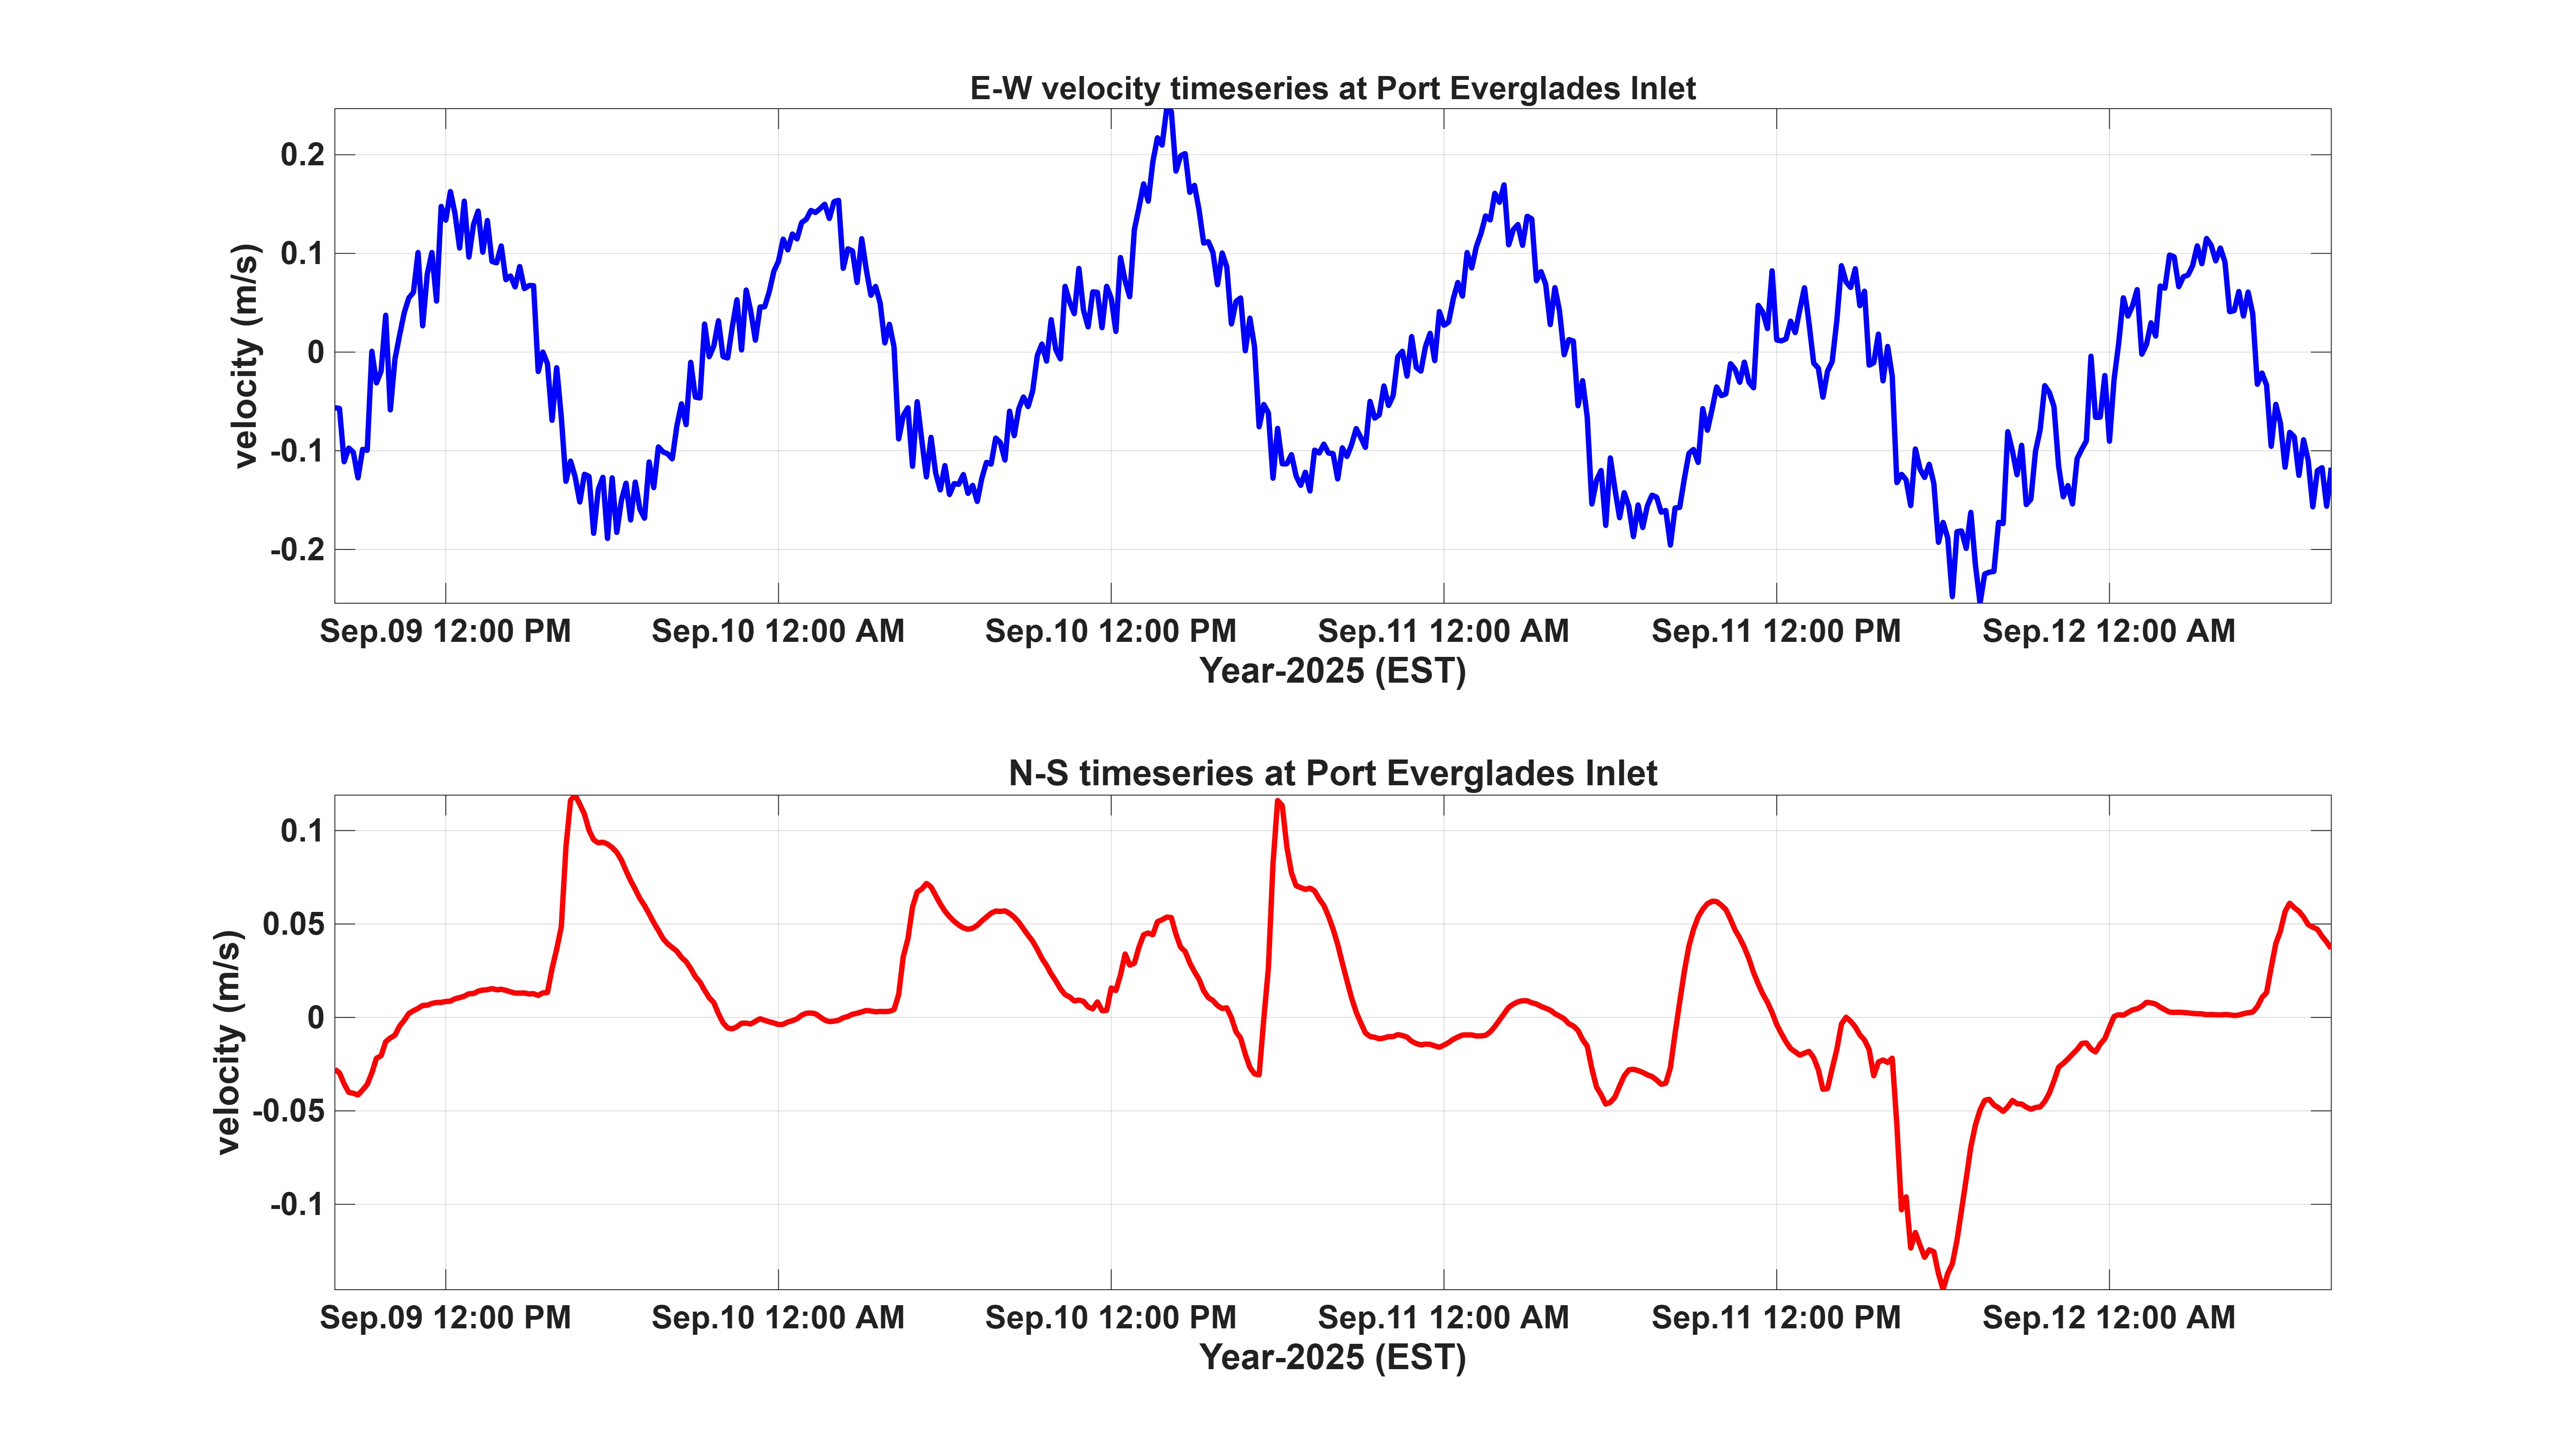 E-W velocity timeseries at Port Everglades Inlet
velocity (m/s)
0.2
0.1
0
-0.1
-0.2
Sep.09 12:00 PM Sep.10 12:00 AM Sep.10 12:00 PM Sep.11 12:00 AM Sep.11 12:00 PM Sep.12 12:00 AM
Year-2025 (EST)
N-S timeseries at Port Everglades Inlet
velocity (m/s)
0.1
0.05
0
-0.05
-0.1
Sep.09 12:00 PM Sep.10 12:00 AM Sep.10 12:00 PM Sep.11 12:00 AM Sep.11 12:00 PM Sep.12 12:00 AM
Year-2025 (EST)